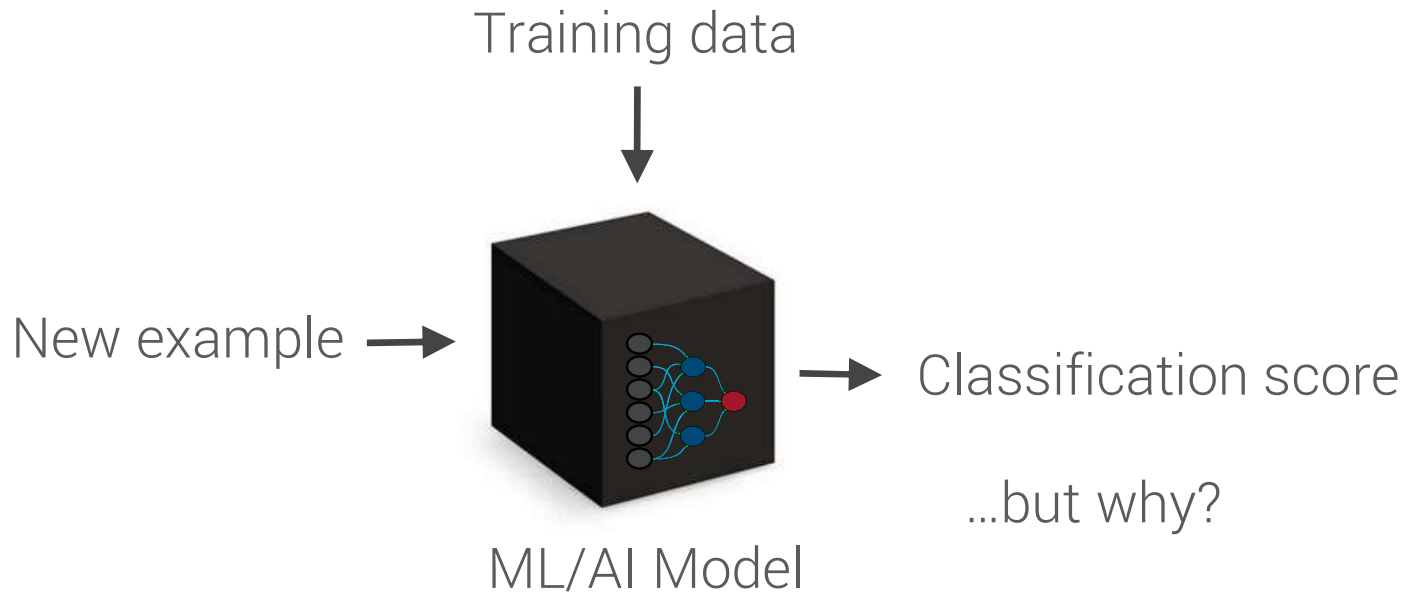 Training data
New example
Classification score
...but why?
ML/AI Model